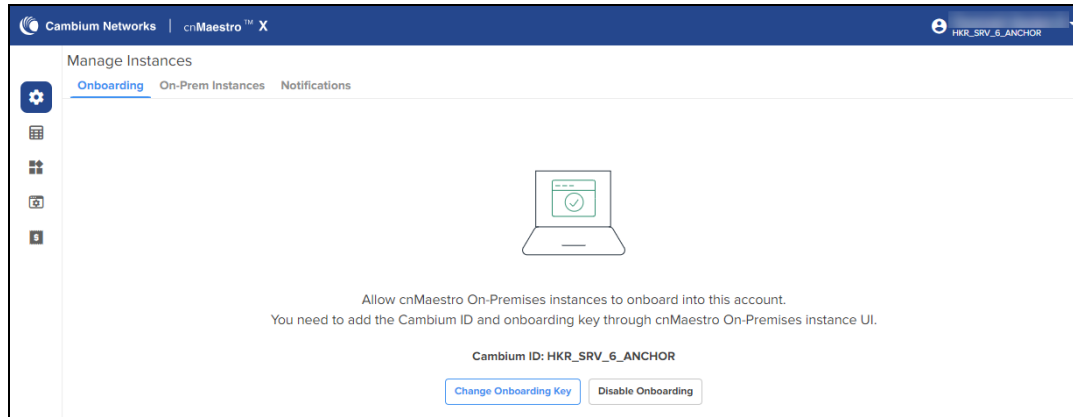 Cambium Networks | cnMaestro™ X
HKR_SRV_6_ANCHOR
Manage Instances
Onboarding On-Prem Instances Notifications
Allow cnMaestro On-Premises instances to onboard into this account.
You need to add the Cambium ID and onboarding key through cnMaestro On-Premises instance UI.
Cambium ID: HKR_SRV_6_ANCHOR
Change Onboarding Key Disable Onboarding